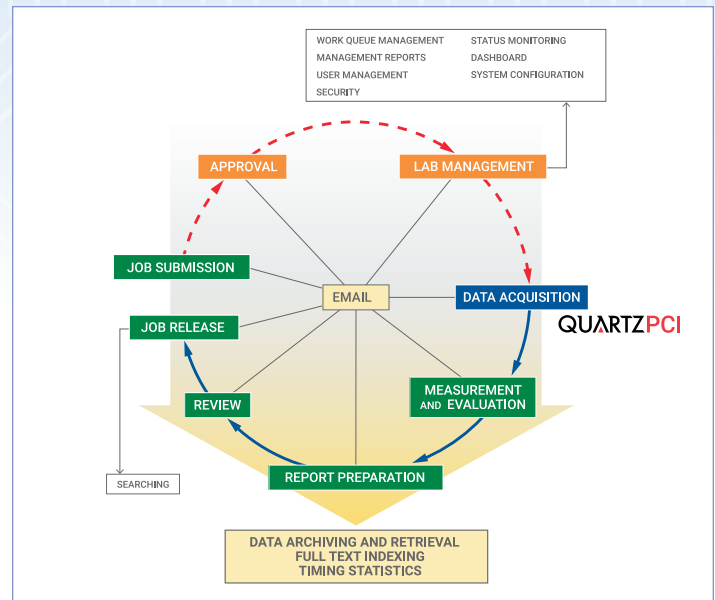 WORK QUEUE MANAGEMENT
MANAGEMENT REPORTS
USER MANAGEMENT
SECURITY
STATUS MONITORING
DASHBOARD
SYSTEM CONFIGURATION
APPROVAL
LAB MANAGEMENT
JOB SUBMISSION
EMAIL
DATA ACQUISITION
QUARTZPCI
JOB RELEASE
MEASUREMENT
AND EVALUATION
REVIEW
REPORT PREPARATION
SEARCHING
DATA ARCHIVING AND RETRIEVAL
FULL TEXT INDEXING
TIMING STATISTICS